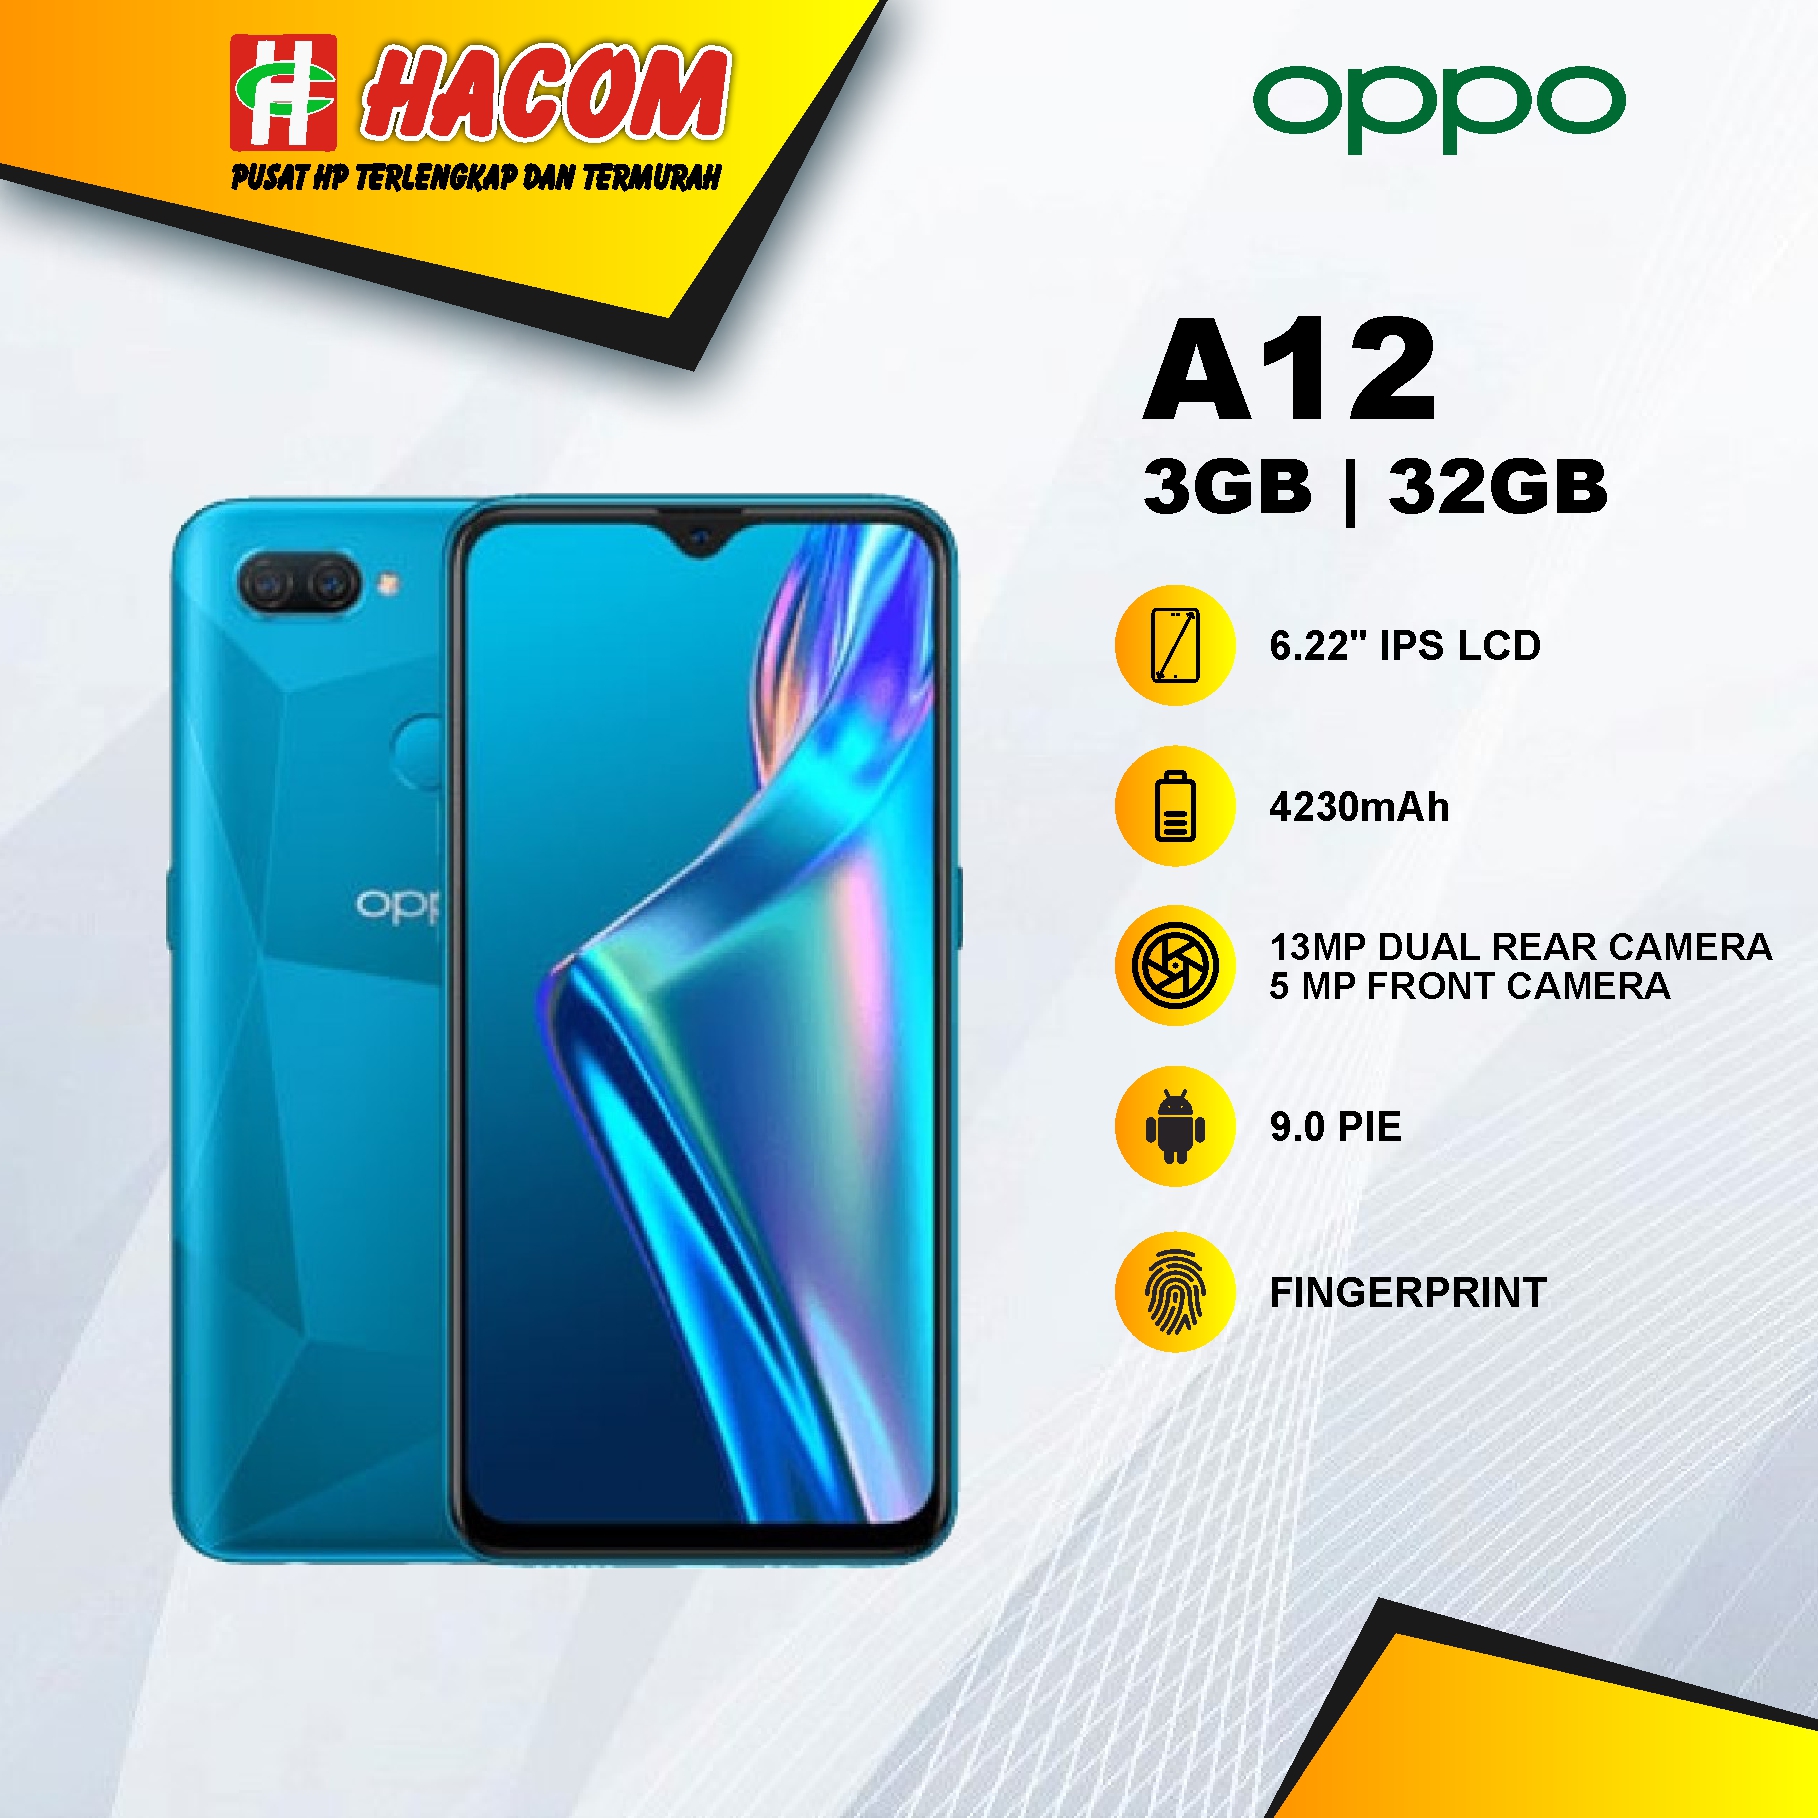 HACOM
PUSAT HP TERLENGKAP DAN TERMURAH
oppo
A12
3GB | 32GB
6.22" IPS LCD
4230mAh
13MP DUAL REAR CAMERA
5 MP FRONT CAMERA
9.0 PIE
FINGERPRINT
opp